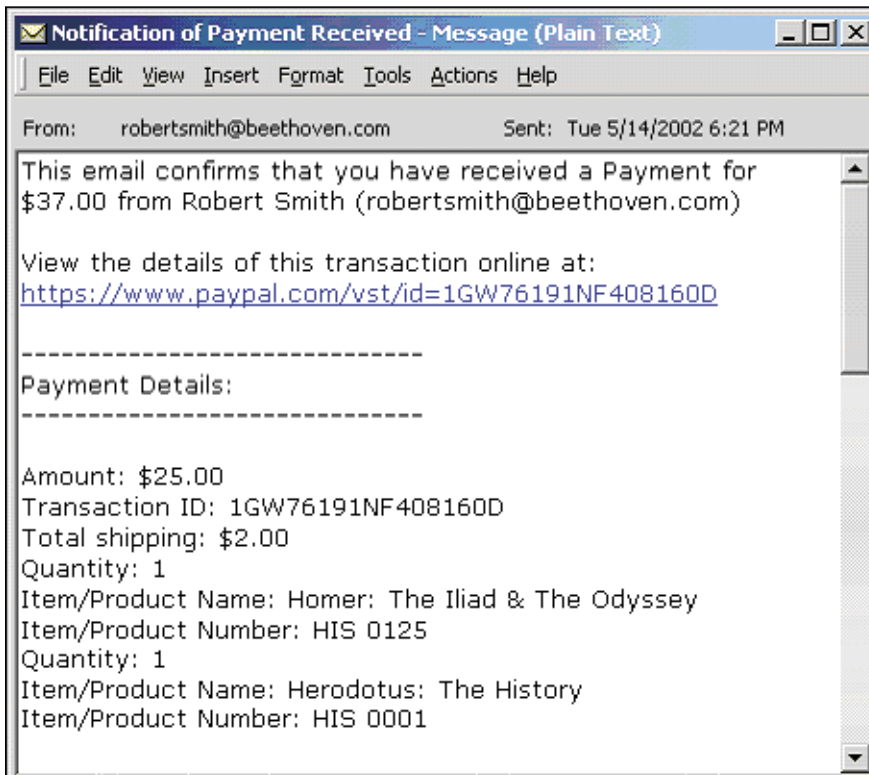 Notification of Payment Received - Message (Plain Text)
File Edit View Insert Format Tools Actions Help
From: robertsmith@beethoven.com Sent: Tue 5/14/2002 6:21 PM
This email confirms that you have received a Payment for
$37.00 from Robert Smith (robertsmith@beethoven.com)
View the details of this transaction online at:
https://www.paypal.com/vst/id=1GW76191NF408160D
------------------------------
Payment Details:
------------------------------
Amount: $25.00
Transaction ID: 1GW76191NF408160D
Total shipping: $2.00
Quantity: 1
Item/Product Name: Homer: The Iliad & The Odyssey
Item/Product Number: HIS 0125
Quantity: 1
Item/Product Name: Herodotus: The History
Item/Product Number: HIS 0001